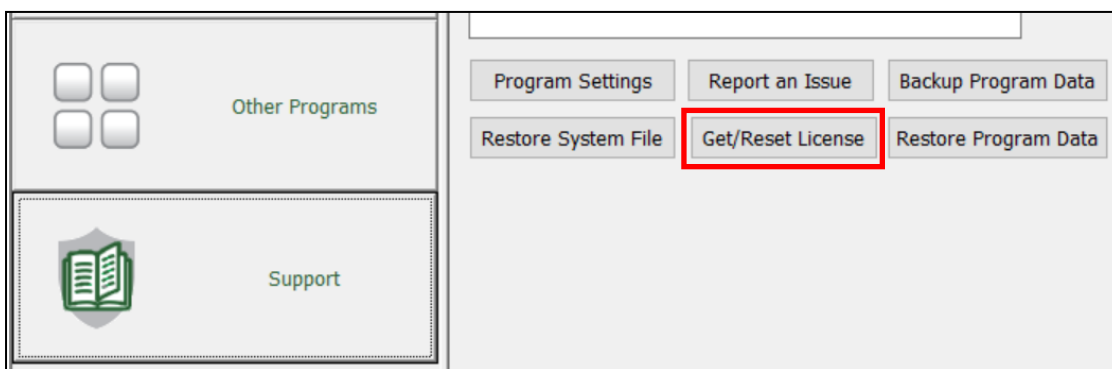 Other Programs
Support
Program Settings
Report an Issue
Backup Program Data
Restore System File
Get/Reset License
Restore Program Data